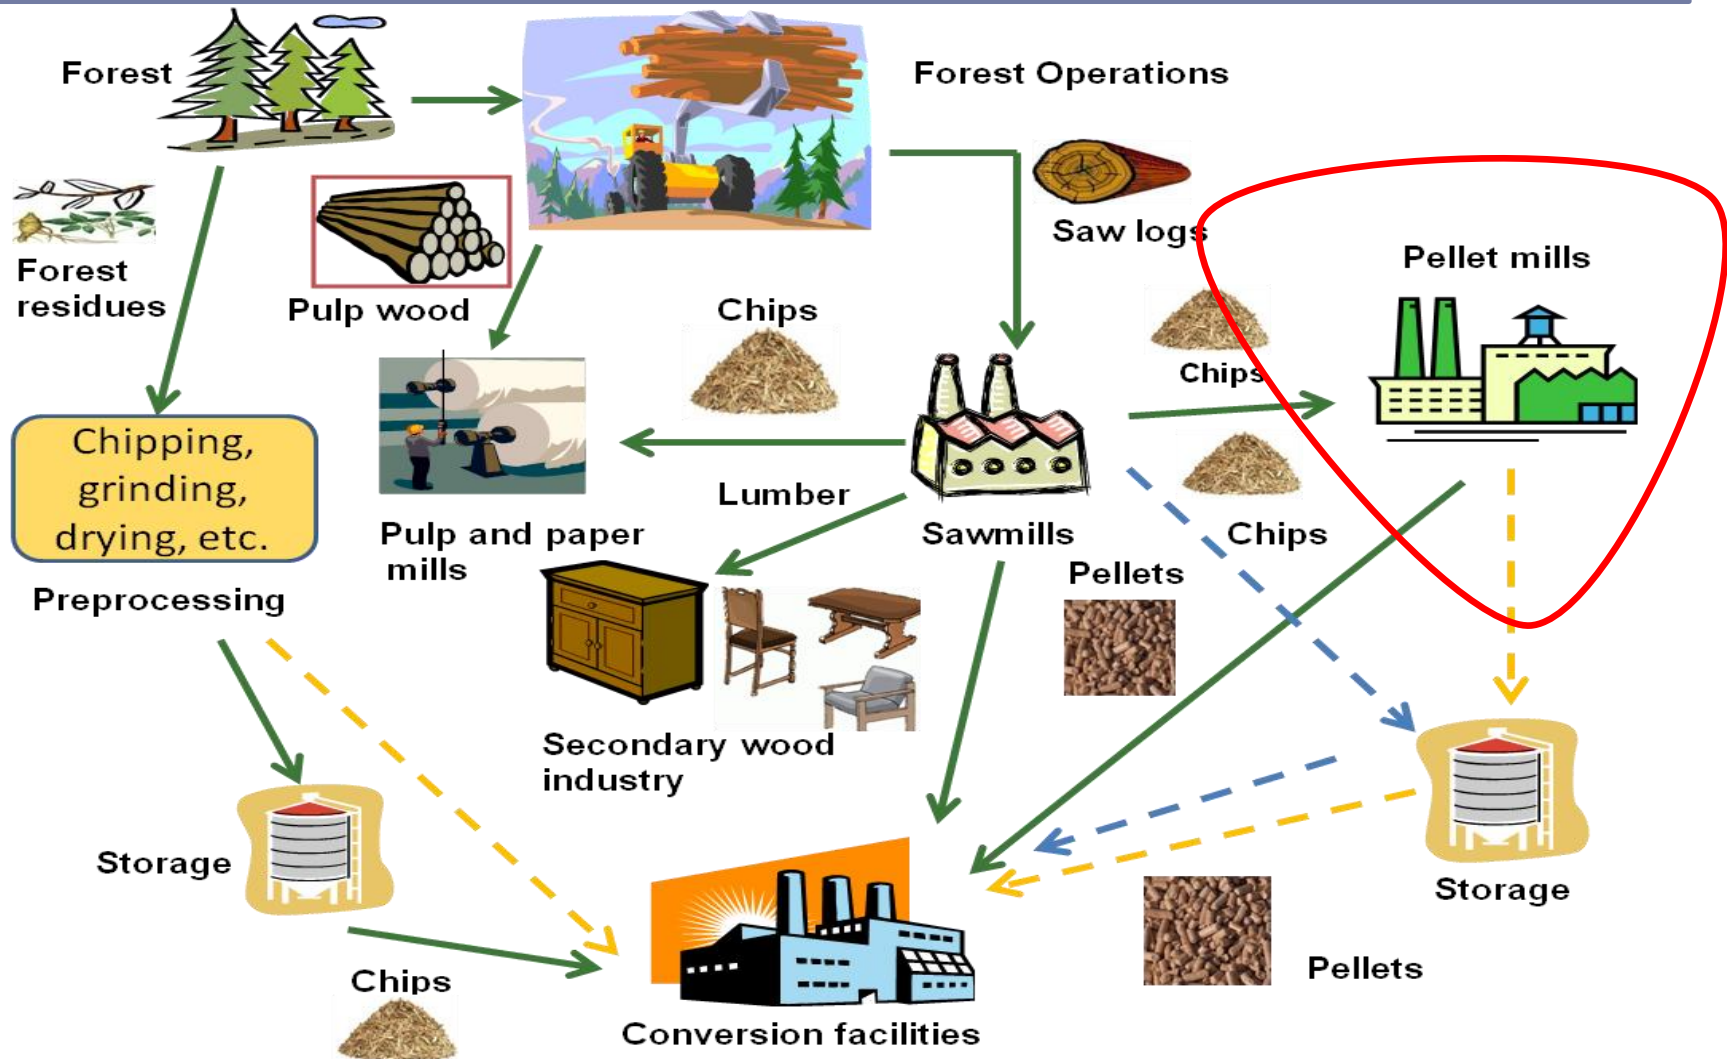 Forest
Forest Operations
Saw logs
Pellet mills
Forest
residues
Pulp wood
Chips
Chips
Chipping,
grinding,
drying, etc.
Lumber
Pulp and paper
mills
Sawmills
Chips
Pellets
Preprocessing
Secondary wood
industry
Storage
Storage
Chips
Pellets
Conversion facilities